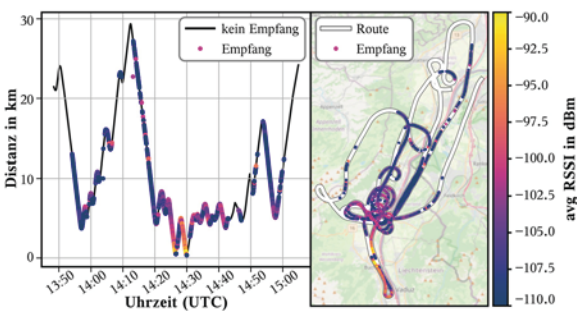 30
20
10
0
Distanz in km
kein Empfang
Empfang
13:50
14:00
14:10
14:20
14:30
14:40
14:50
15:00
Uhrzeit (UTC)
Route
Empfang
Liechtenstein
Vaduz
−90.0
−92.5
−95.0
−97.5
−100.0
−102.5
−105.0
−107.5
−110.0
avg RSSI in dBm